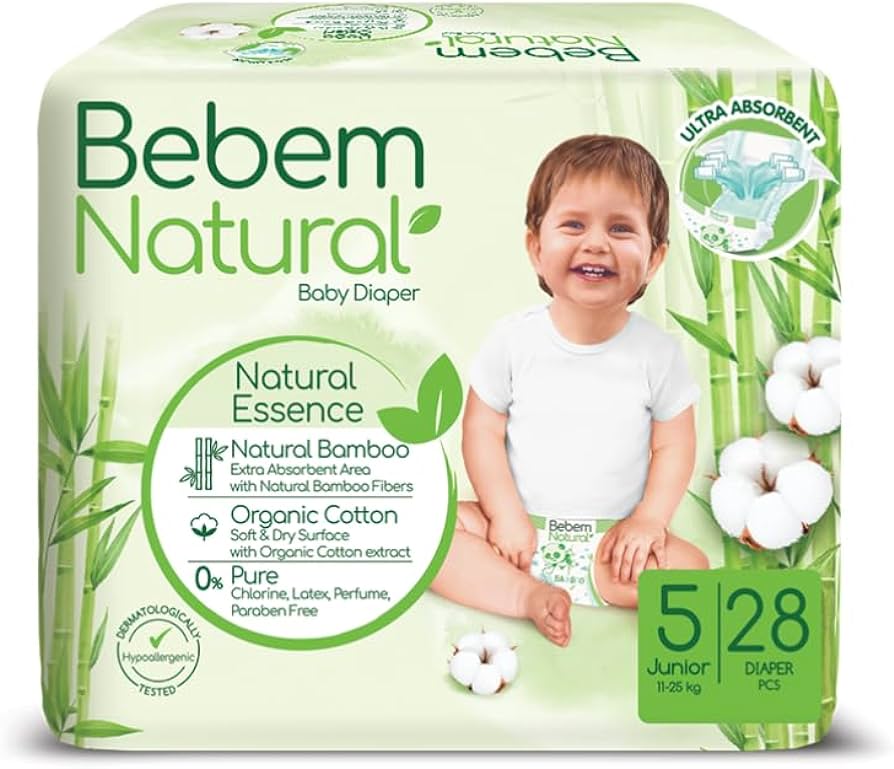 Bebem
Natural
Bebem
Natural
Baby Diaper
ULTRA ABSORBENT
Natural
Essence
Natural Bamboo
Extra Absorbent Area
with Natural Bamboo Fibers
Organic Cotton
Soft & Dry Surface
with Organic Cotton extract
0% Pure
Chlorine, Latex, Perfume,
Paraben Free
DERMATOLOGICALLY
Hypoallergenic
TESTED
Bebem
Natural
5
Junior
11-25 kg
28
DIAPER
PCS